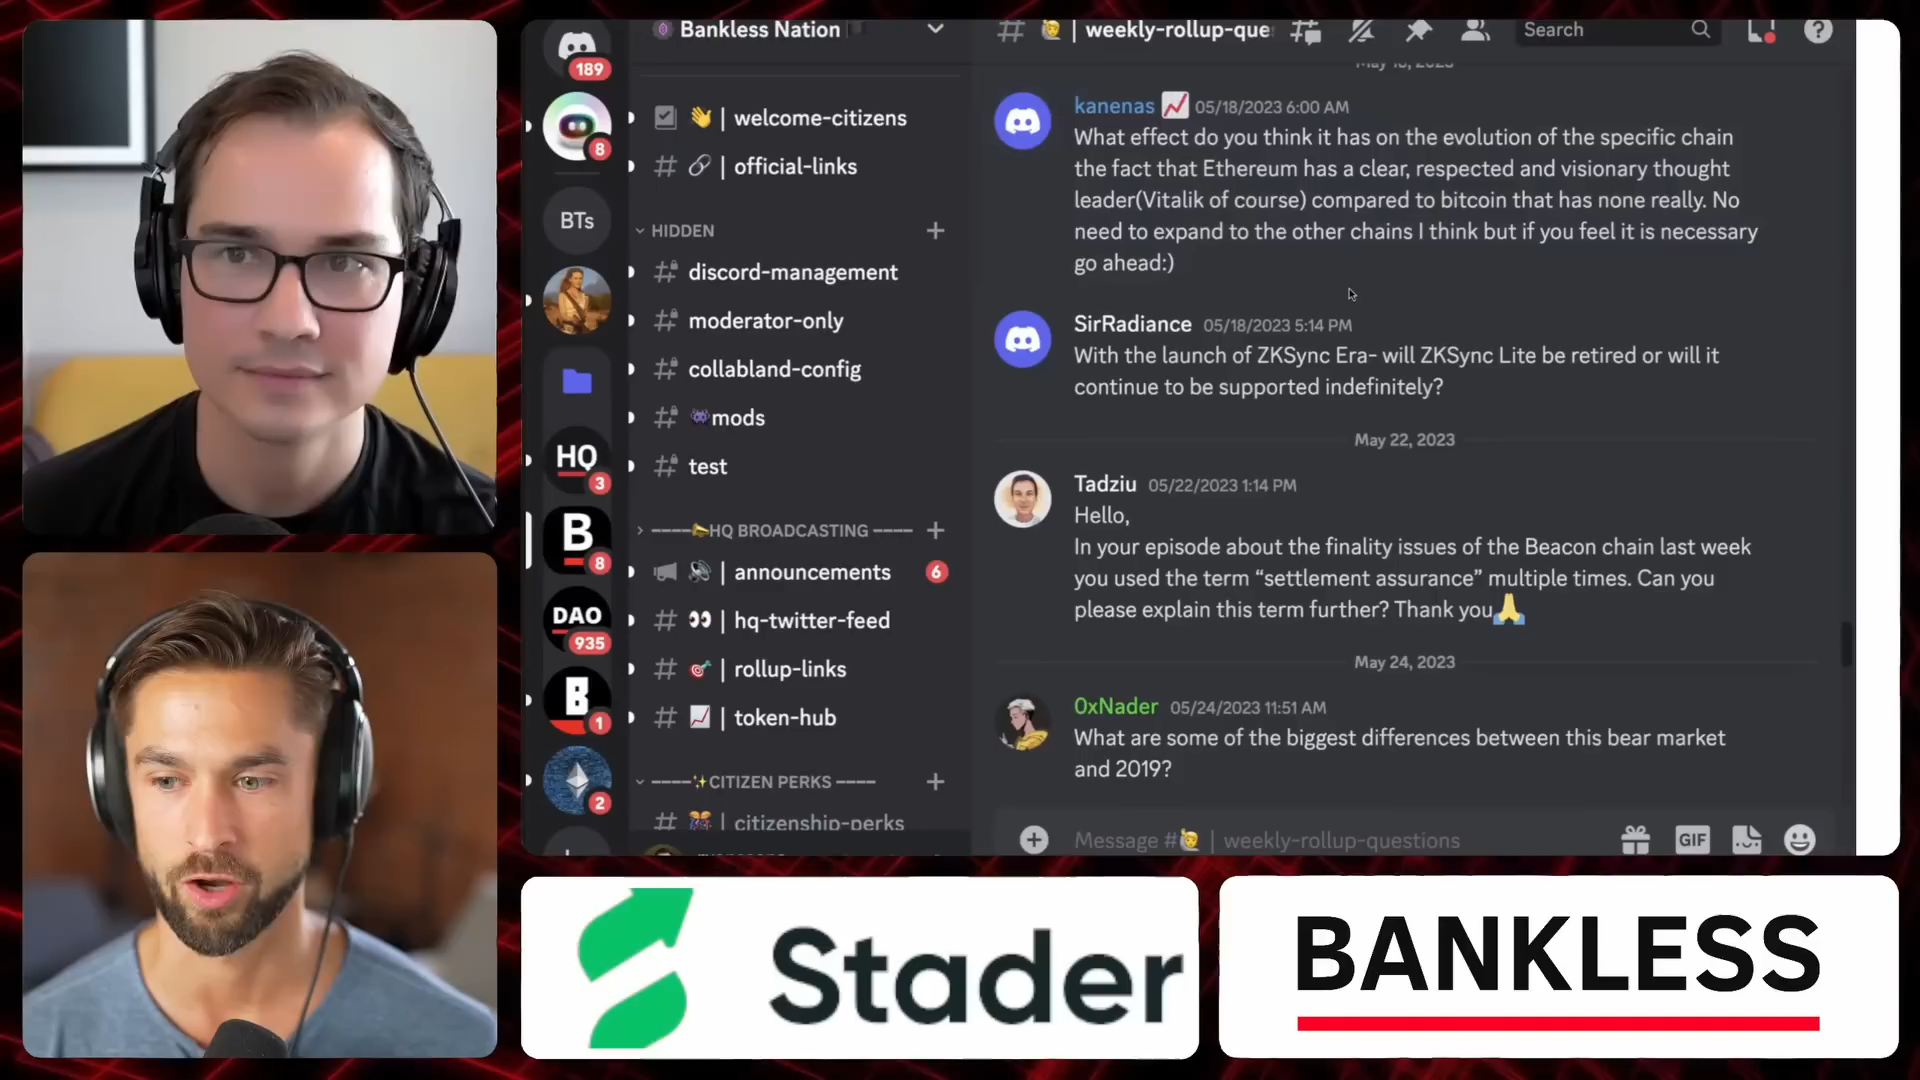 189
8
BTs
HQ
3
B
8
DAO
935
B
1
2
Bankless Nation
👋 | welcome-citizens
# 🔗 | official-links
HIDDEN +
# discord-management
# moderator-only
# collabland-config
# 👾mods
# test
----📣HQ BROADCASTING ---- +
🔊 | announcements 6
# 👀 | hq-twitter-feed
# 🎯 | rollup-links
# 📈 | token-hub
----✨CITIZEN PERKS ---- +
# 🎊 | citizenship-perks
# 🙋 | weekly-rollup-que
Search
May 18, 2023
kanenas 📈 05/18/2023 6:00 AM
What effect do you think it has on the evolution of the specific chain
the fact that Ethereum has a clear, respected and visionary thought
leader(Vitalik of course) compared to bitcoin that has none really. No
need to expand to the other chains I think but if you feel it is necessary
go ahead:)
SirRadiance 05/18/2023 5:14 PM
With the launch of ZKSync Era- will ZKSync Lite be retired or will it
continue to be supported indefinitely?
May 22, 2023
Tadziu 05/22/2023 1:14 PM
Hello,
In your episode about the finality issues of the Beacon chain last week
you used the term “settlement assurance” multiple times. Can you
please explain this term further? Thank you🙏
May 24, 2023
0xNader 05/24/2023 11:51 AM
What are some of the biggest differences between this bear market
and 2019?
Message #🙋 | weekly-rollup-questions
GIF
Stader
BANKLESS